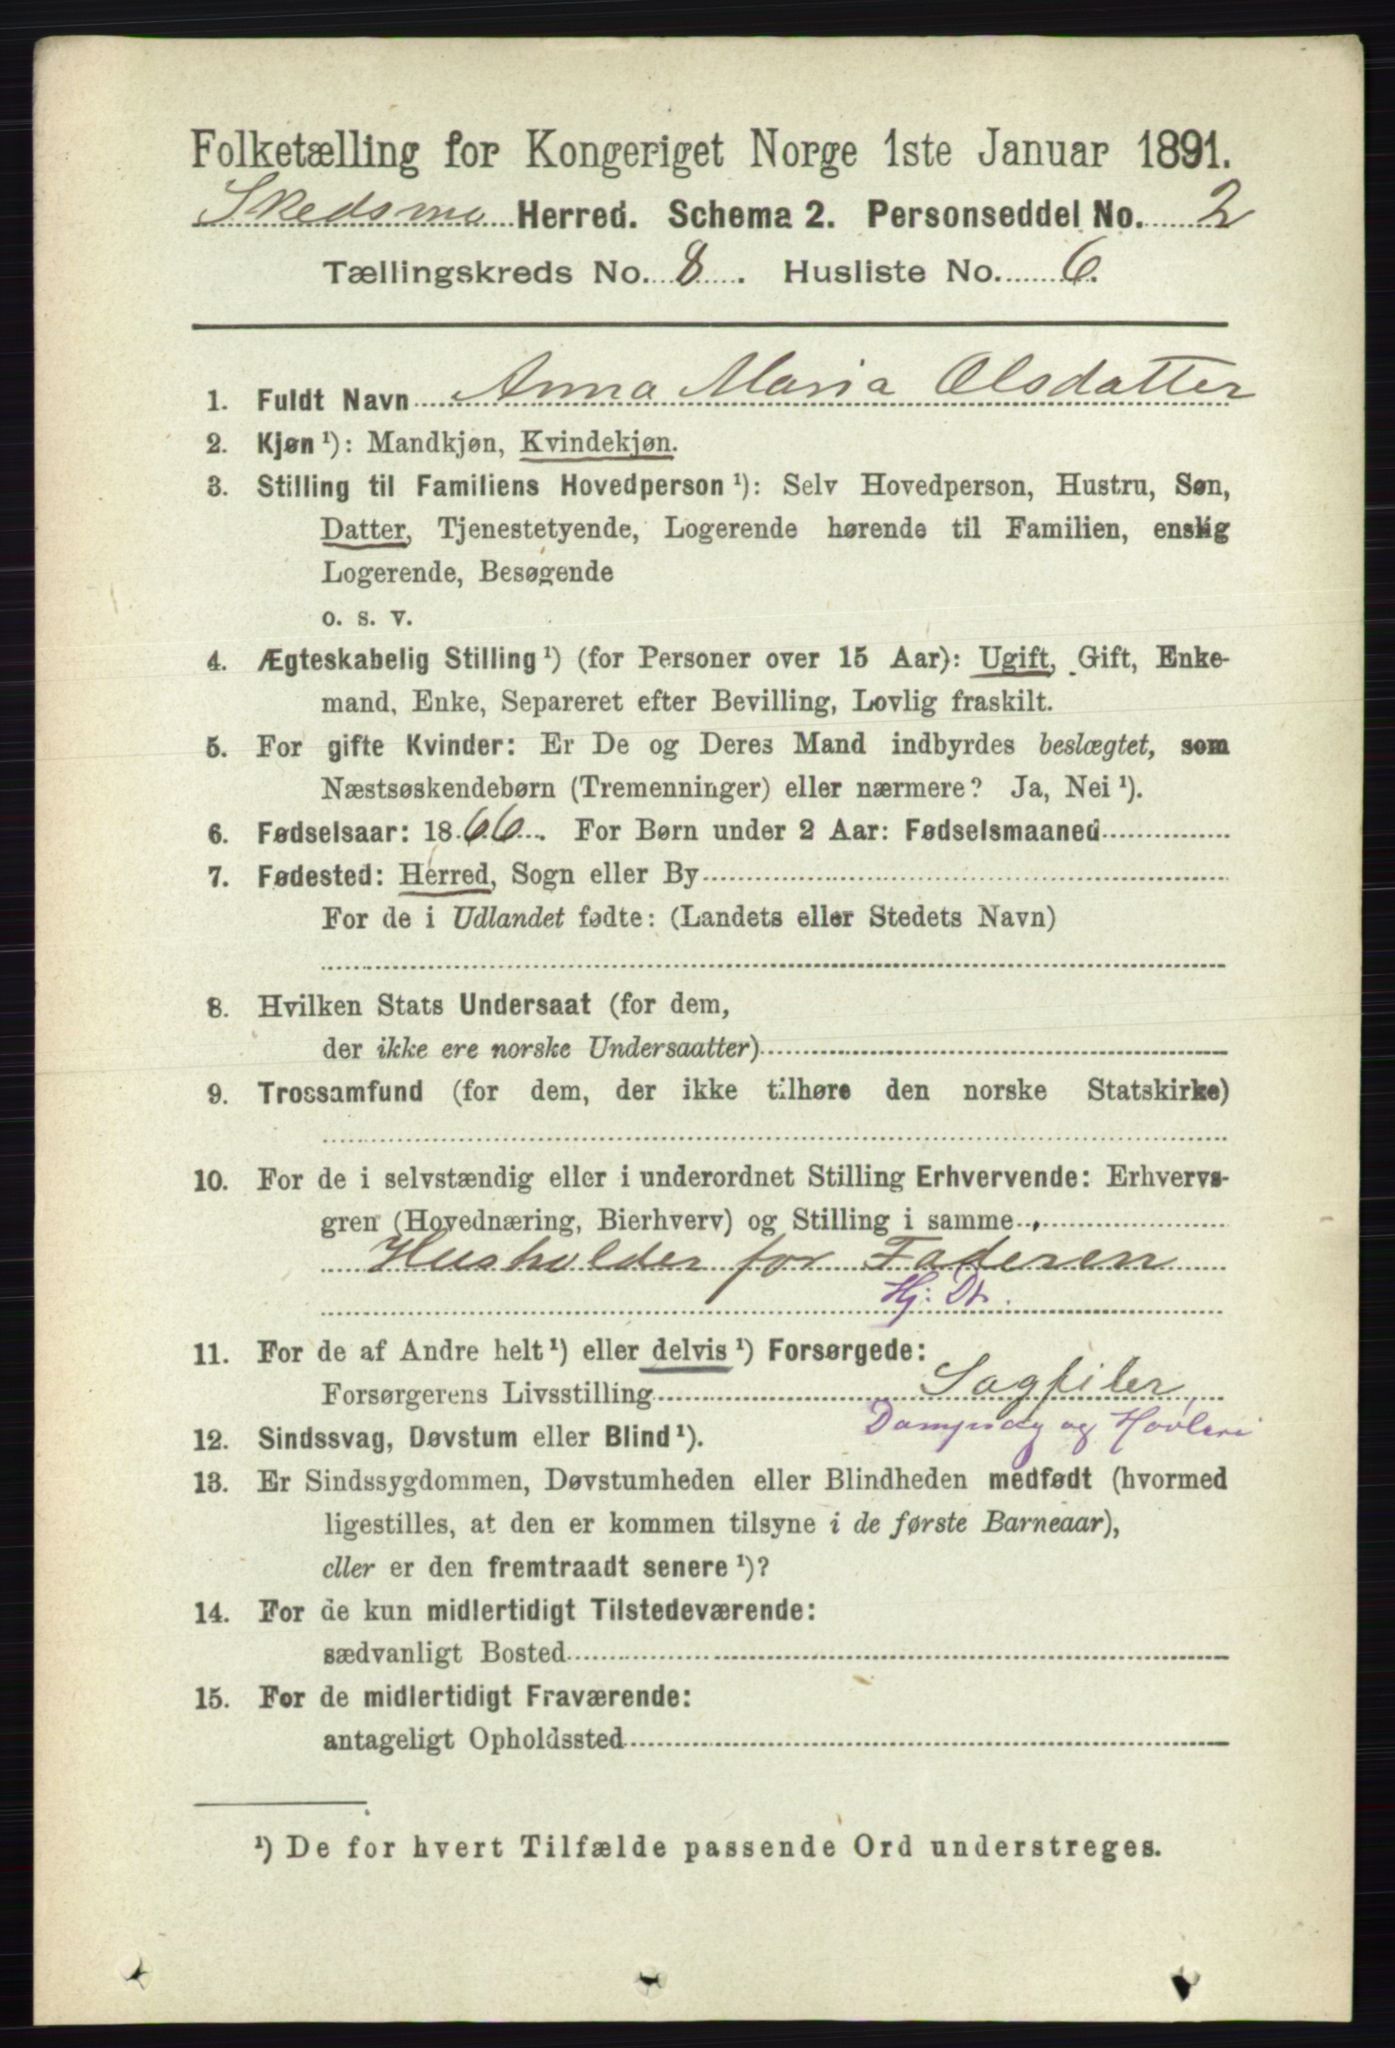 Folketælling for Kongeriget Norge 1ste Januar 1891.
Skedsmo Herred. Schema 2. Personseddel No. 2
Tællingskreds No. 8. Husliste No. 6.
1. Fuldt Navn Anna Maria Olsdatter
2. Kjøn ¹): Mandkjøn, Kvindekjøn.
3. Stilling til Familiens Hovedperson ¹): Selv Hovedperson, Hustru, Søn,
Datter, Tjenestetyende, Logerende hørende til Familien, enslig
Logerende, Besøgende
o. s. v.
4. Ægteskabelig Stilling ¹) (for Personer over 15 Aar): Ugift, Gift, Enke-
mand, Enke, Separeret efter Bevilling, Lovlig fraskilt.
5. For gifte Kvinder: Er De og Deres Mand indbyrdes beslægtet, som
Næstsøskendebørn (Tremenninger) eller nærmere? Ja, Nei ¹).
6. Fødselsaar: 1866. For Børn under 2 Aar: Fødselsmaaned
7. Fødested: Herred, Sogn eller By
For de i Udlandet fødte: (Landets eller Stedets Navn)
8. Hvilken Stats Undersaat (for dem,
der ikke ere norske Undersaatter)
9. Trossamfund (for dem, der ikke tilhøre den norske Statskirke)
10. For de i selvstændig eller i underordnet Stilling Erhvervende: Erhvervs-
gren (Hovednæring, Bierhverv) og Stilling i samme
Husholder for Faderen
Hj: Dt.
11. For de af Andre helt ¹) eller delvis ¹) Forsørgede:
Forsørgerens Livsstilling Sagfiler,
Dampsag og Høvleri
12. Sindssvag, Døvstum eller Blind ¹).
13. Er Sindssygdommen, Døvstumheden eller Blindheden medfødt (hvormed
ligestilles, at den er kommen tilsyne i de første Barneaar),
eller er den fremtraadt senere ¹)?
14. For de kun midlertidigt Tilstedeværende:
sædvanligt Bosted
15. For de midlertidigt Fraværende:
antageligt Opholdssted
¹) De for hvert Tilfælde passende Ord understreges.